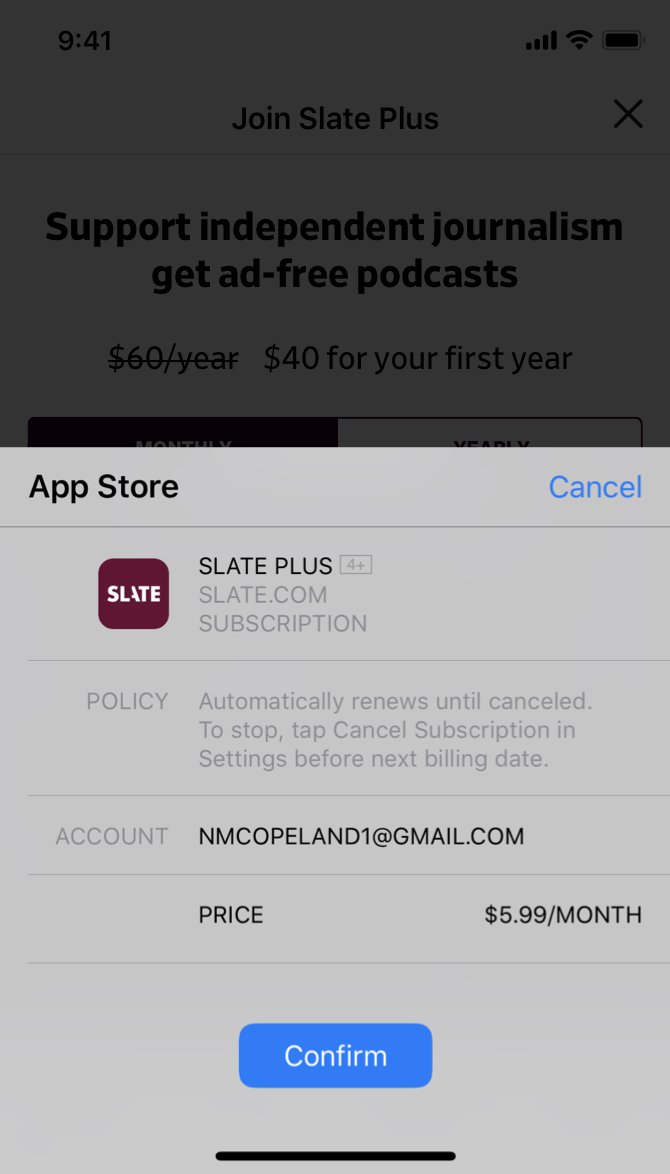 9:41
Join Slate Plus
Support independent journalism
get ad-free podcasts
$60/year $40 for your first year
MONTHLY YEARLY
App Store Cancel
SLATE
SLATE PLUS 4+
SLATE.COM
SUBSCRIPTION
POLICY Automatically renews until canceled.
To stop, tap Cancel Subscription in
Settings before next billing date.
ACCOUNT NMCOPELAND1@GMAIL.COM
PRICE $5.99/MONTH
Confirm